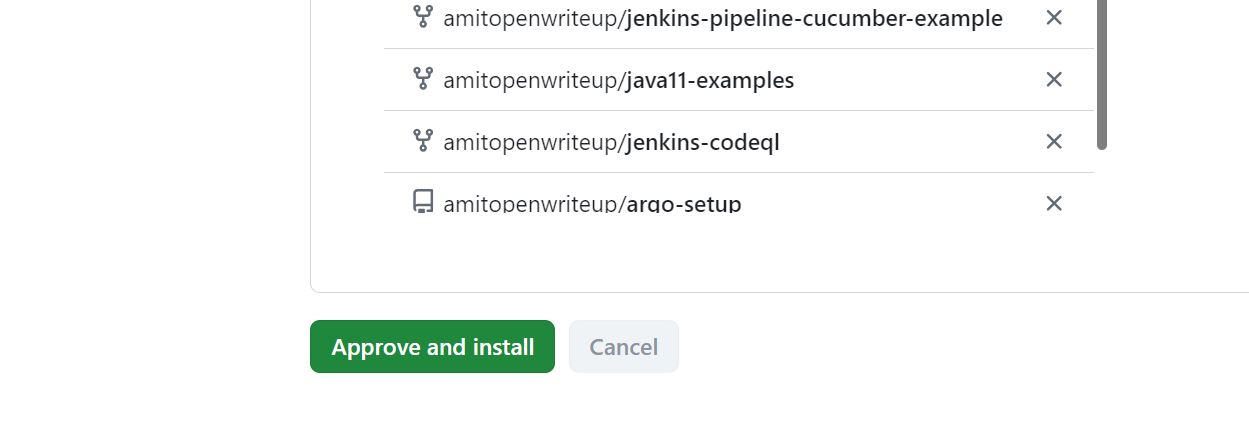 amitopenwriteup/jenkins-pipeline-cucumber-example
amitopenwriteup/java11-examples
amitopenwriteup/jenkins-codeql
amitopenwriteup/argo-setup
Approve and install
Cancel